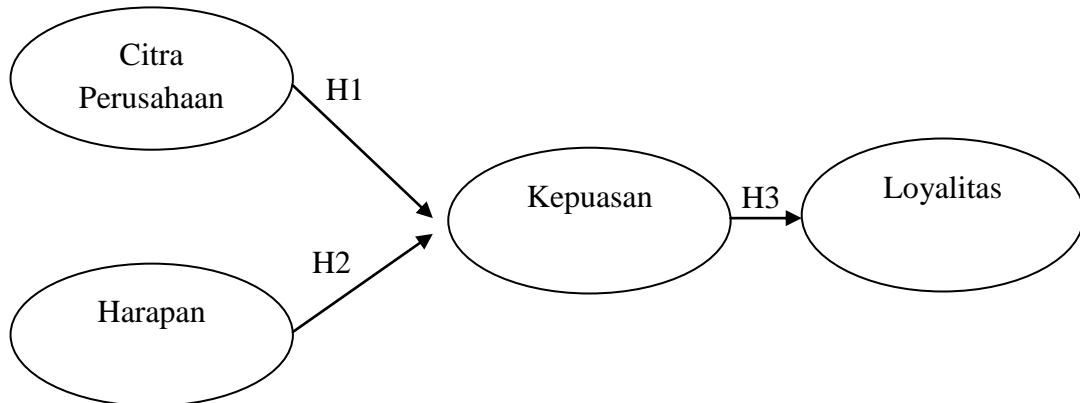 Citra
Perusahaan
H1
Kepuasan
H3
Loyalitas
H2
Harapan